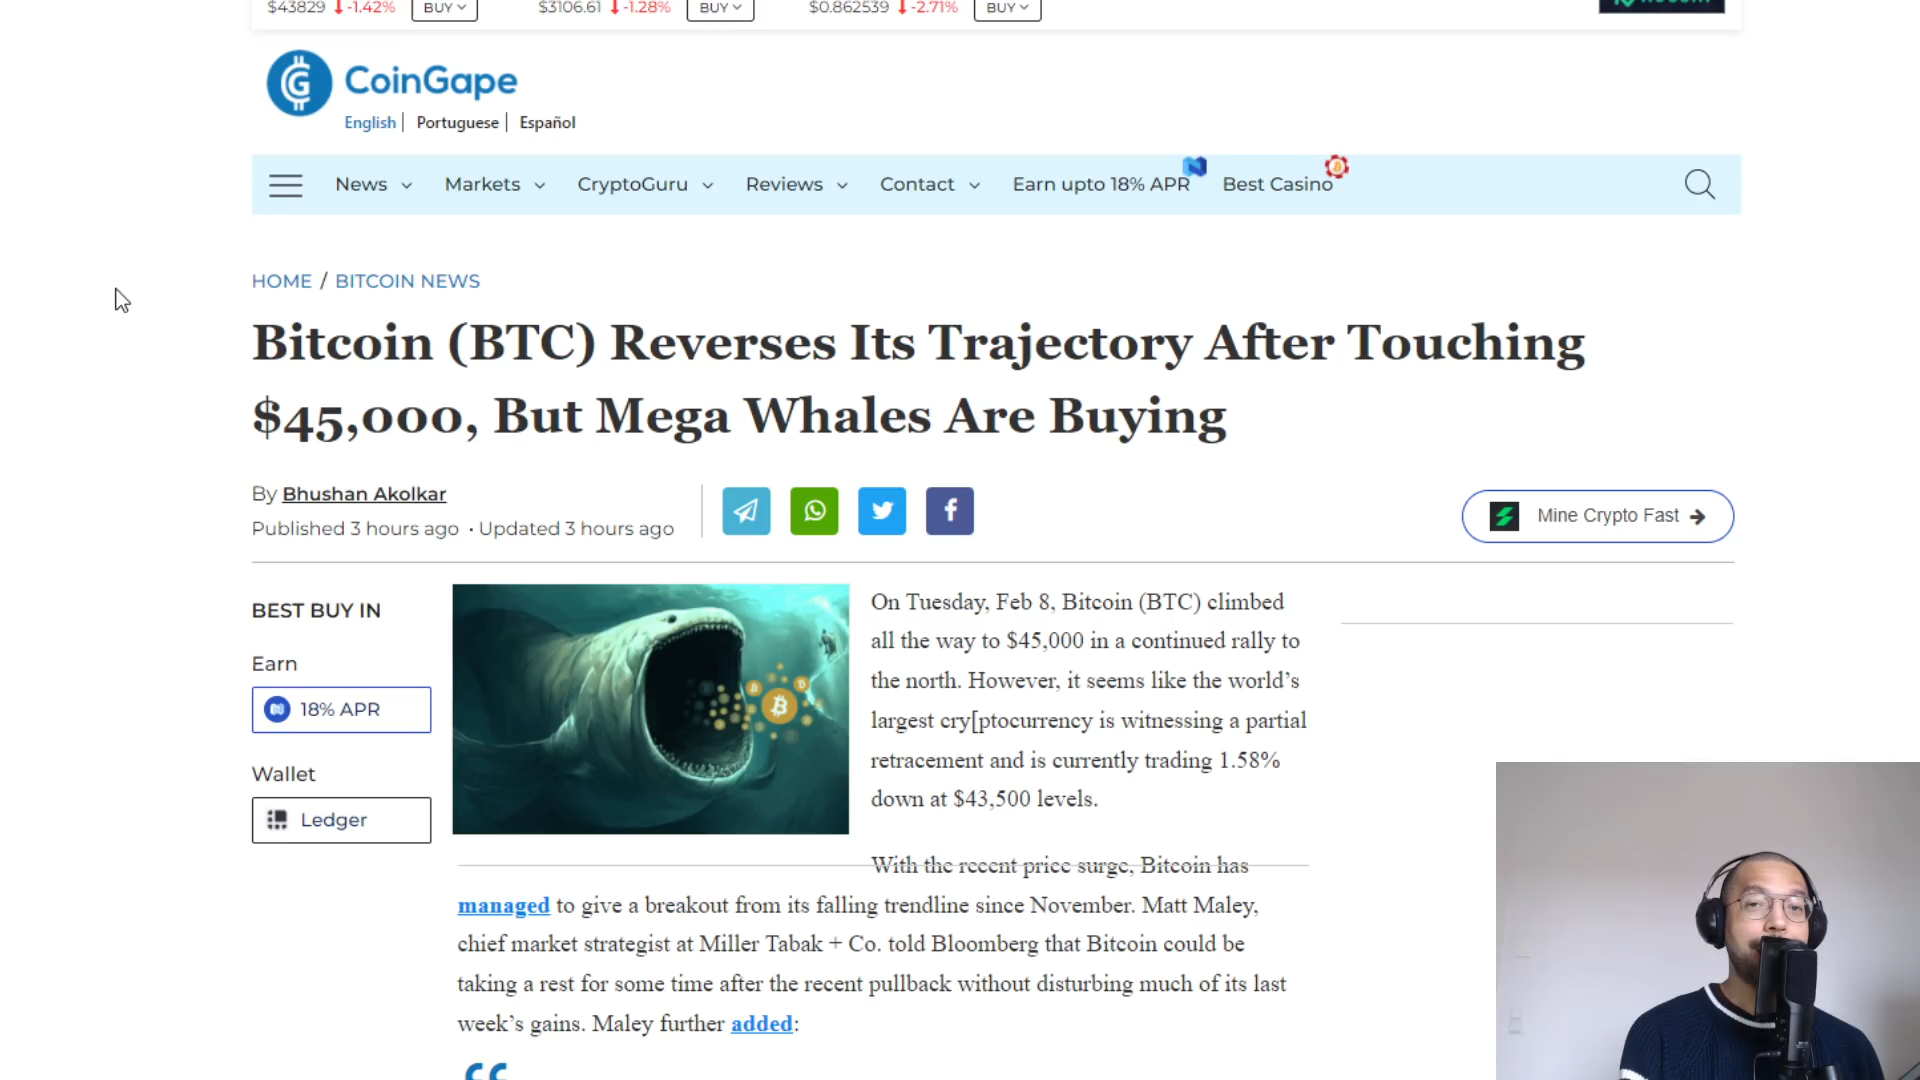 $43829 -1.42% BUY $3106.61 -1.28% BUY $0.862539 -2.71% BUY
CoinGape
English | Portuguese | Español
News Markets CryptoGuru Reviews Contact Earn upto 18% APR Best Casino
HOME / BITCOIN NEWS
Bitcoin (BTC) Reverses Its Trajectory After Touching
$45,000, But Mega Whales Are Buying
By Bhushan Akolkar
Published 3 hours ago • Updated 3 hours ago
Mine Crypto Fast
BEST BUY IN
Earn
18% APR
Wallet
Ledger
On Tuesday, Feb 8, Bitcoin (BTC) climbed
all the way to $45,000 in a continued rally to
the north. However, it seems like the world’s
largest cry[ptocurrency is witnessing a partial
retracement and is currently trading 1.58%
down at $43,500 levels.
With the recent price surge, Bitcoin has
managed to give a breakout from its falling trendline since November. Matt Maley,
chief market strategist at Miller Tabak + Co. told Bloomberg that Bitcoin could be
taking a rest for some time after the recent pullback without disturbing much of its last
week’s gains. Maley further added: